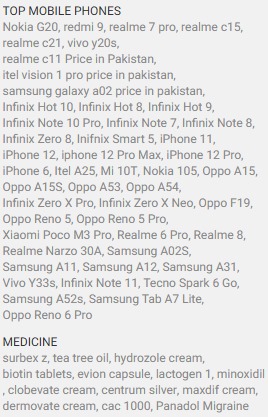 TOP MOBILE PHONES
Nokia G20, redmi 9, realme 7 pro, realme c15,
realme c21, vivo y20s,
realme c11 Price in Pakistan,
itel vision 1 pro price in pakistan,
samsung galaxy a02 price in pakistan,
Infinix Hot 10, Infinix Hot 8, Infinix Hot 9,
Infinix Note 10 Pro, Infinix Note 7, Infinix Note 8,
Infinix Zero 8, Inifnix Smart 5, iPhone 11,
iPhone 12, iphone 12 Pro Max, iPhone 12 Pro,
iPhone 6, Itel A25, Mi 10T, Nokia 105, Oppo A15,
Oppo A15S, Oppo A53, Oppo A54,
Infinix Zero X Pro, Infinix Zero X Neo, Oppo F19,
Oppo Reno 5, Oppo Reno 5 Pro,
Xiaomi Poco M3 Pro, Realme 6 Pro, Realme 8,
Realme Narzo 30A, Samsung A02S,
Samsung A11, Samsung A12, Samsung A31,
Vivo Y33s, Infinix Note 11, Tecno Spark 6 Go,
Samsung A52s, Samsung Tab A7 Lite,
Oppo Reno 6 Pro
MEDICINE
surbex z, tea tree oil, hydrozole cream,
biotin tablets, evion capsule, lactogen 1, minoxidil
, clobevate cream, centrum silver, maxdif cream,
dermovate cream, cac 1000, Panadol Migraine